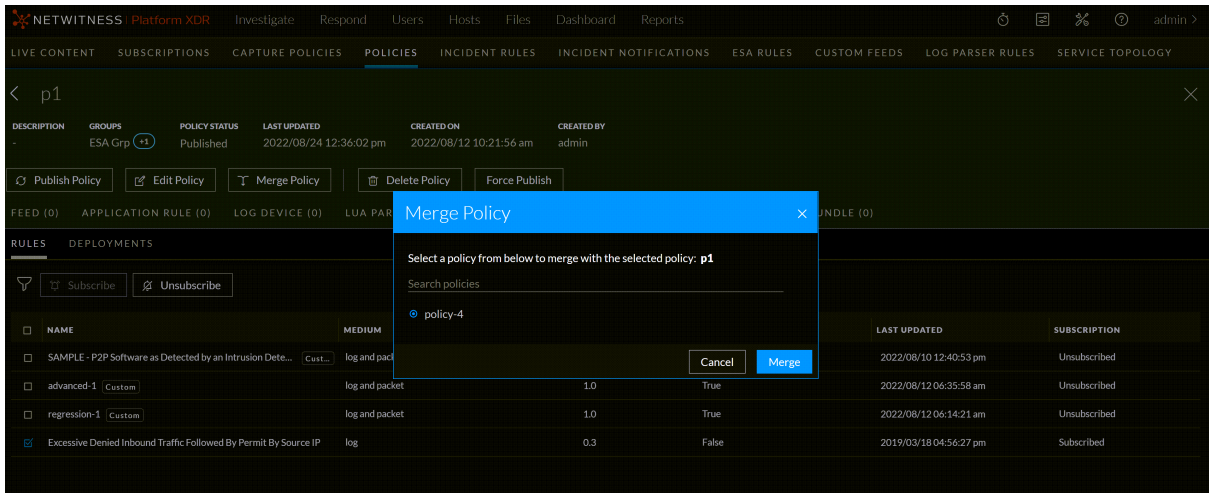 NETWITNESS Platform XDR Investigate Respond Users Hosts Files Dashboard Reports admin >
LIVE CONTENT SUBSCRIPTIONS CAPTURE POLICIES POLICIES INCIDENT RULES INCIDENT NOTIFICATIONS ESA RULES CUSTOM FEEDS LOG PARSER RULES SERVICE TOPOLOGY
p1
DESCRIPTION GROUPS POLICY STATUS LAST UPDATED CREATED ON CREATED BY
- ESA Grp +1 Published 2022/08/24 12:36:02 pm 2022/08/12 10:21:56 am admin
Publish Policy Edit Policy Merge Policy Delete Policy Force Publish
FEED (0) APPLICATION RULE (0) LOG DEVICE (0) LUA PAR UNDLE (0)
Merge Policy
RULES DEPLOYMENTS
Select a policy from below to merge with the selected policy: p1
Search policies
Subscribe Unsubscribe
policy-4
NAME MEDIUM LAST UPDATED SUBSCRIPTION
Cancel Merge
SAMPLE - P2P Software as Detected by an Intrusion Dete... Cust... log and pac 2022/08/10 12:40:53 pm Unsubscribed
advanced-1 Custom log and packet 1.0 True 2022/08/12 06:35:58 am Unsubscribed
regression-1 Custom log and packet 1.0 True 2022/08/12 06:14:21 am Unsubscribed
Excessive Denied Inbound Traffic Followed By Permit By Source IP log 0.3 False 2019/03/18 04:56:27 pm Subscribed